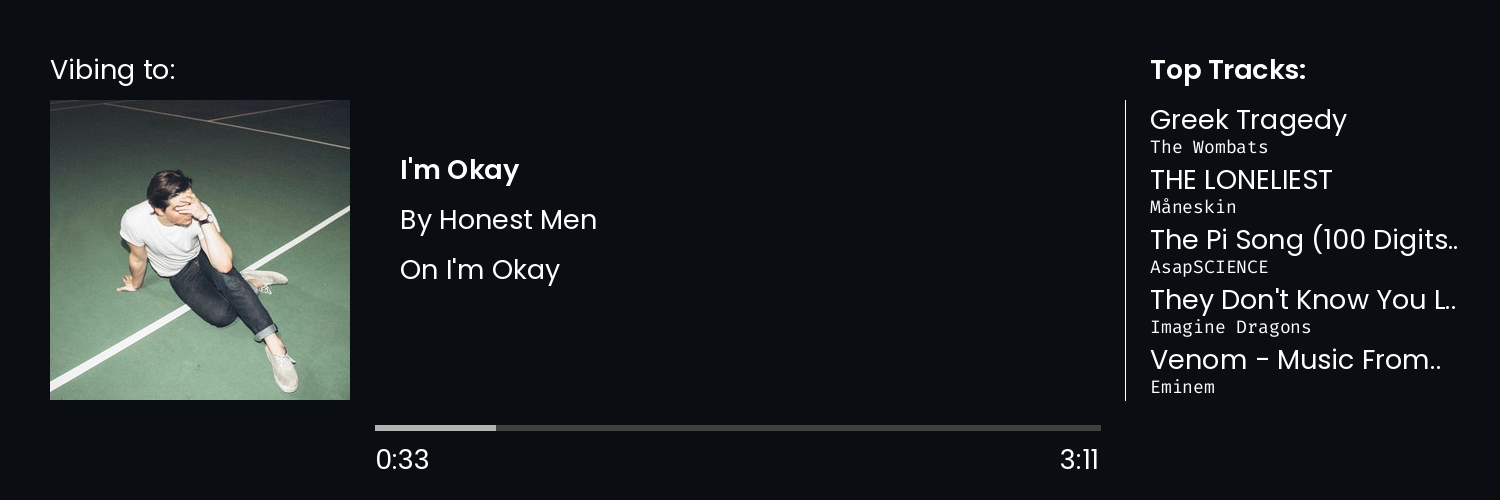 Vibing to:
I'm Okay
By Honest Men
On I'm Okay
0:33
3:11
Top Tracks:
Greek Tragedy
The Wombats
THE LONELIEST
Måneskin
The Pi Song (100 Digits..
AsapSCIENCE
They Don't Know You L..
Imagine Dragons
Venom - Music From..
Eminem